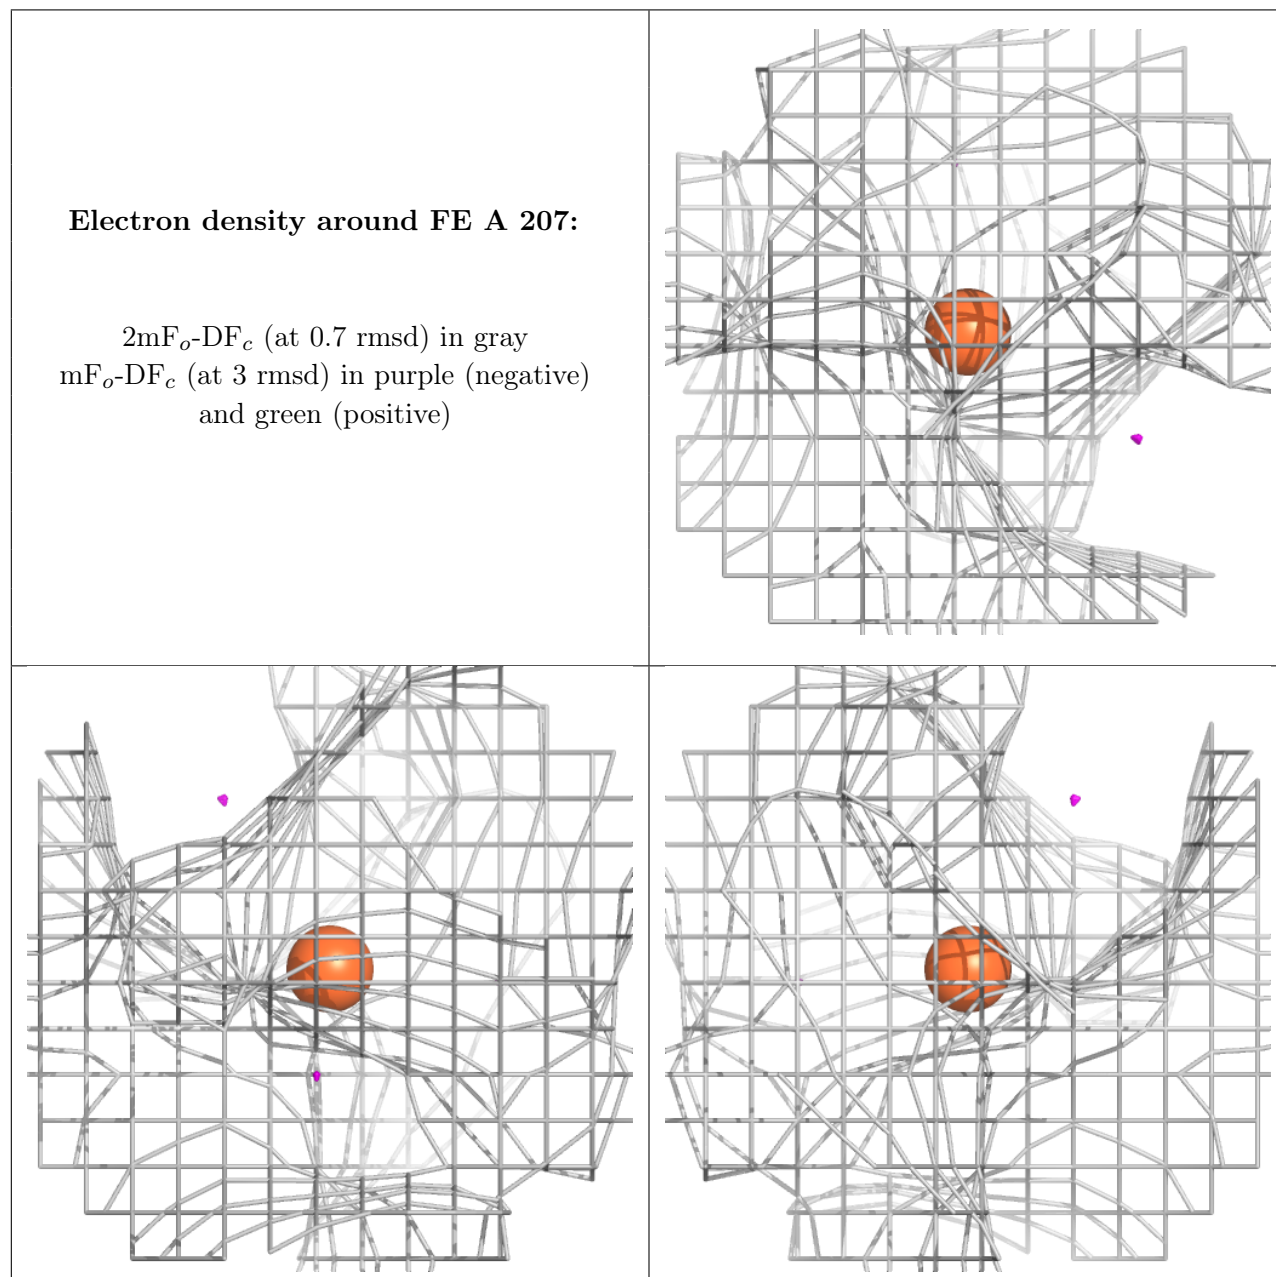 Electron density around FE A 207:
2mFo-DFc (at 0.7 rmsd) in gray
mFo-DFc (at 3 rmsd) in purple (negative)
and green (positive)